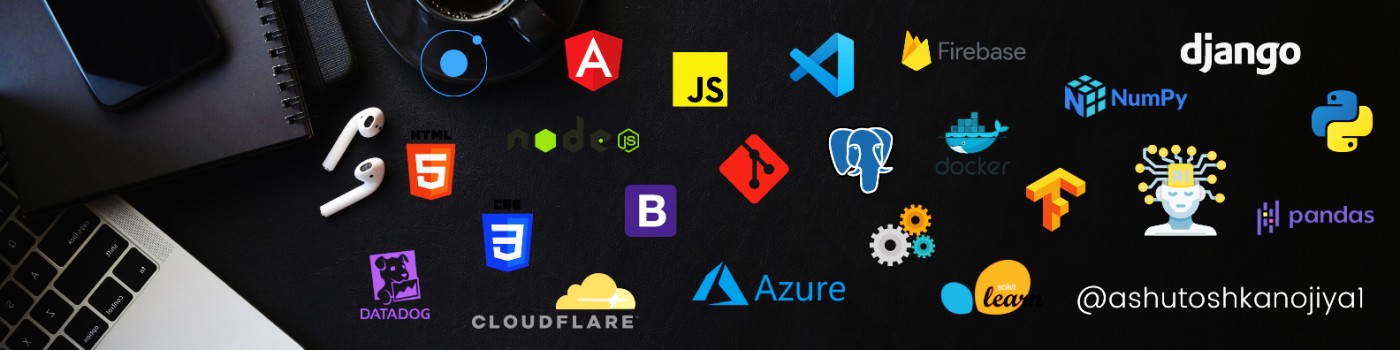 A
JS
Firebase
django
NumPy
HTML
5
node
JS
docker
B
CSS
3
pandas
DATADOG
CLOUDFLARE
Azure
scikit
learn
@ashutoshkanojiya1